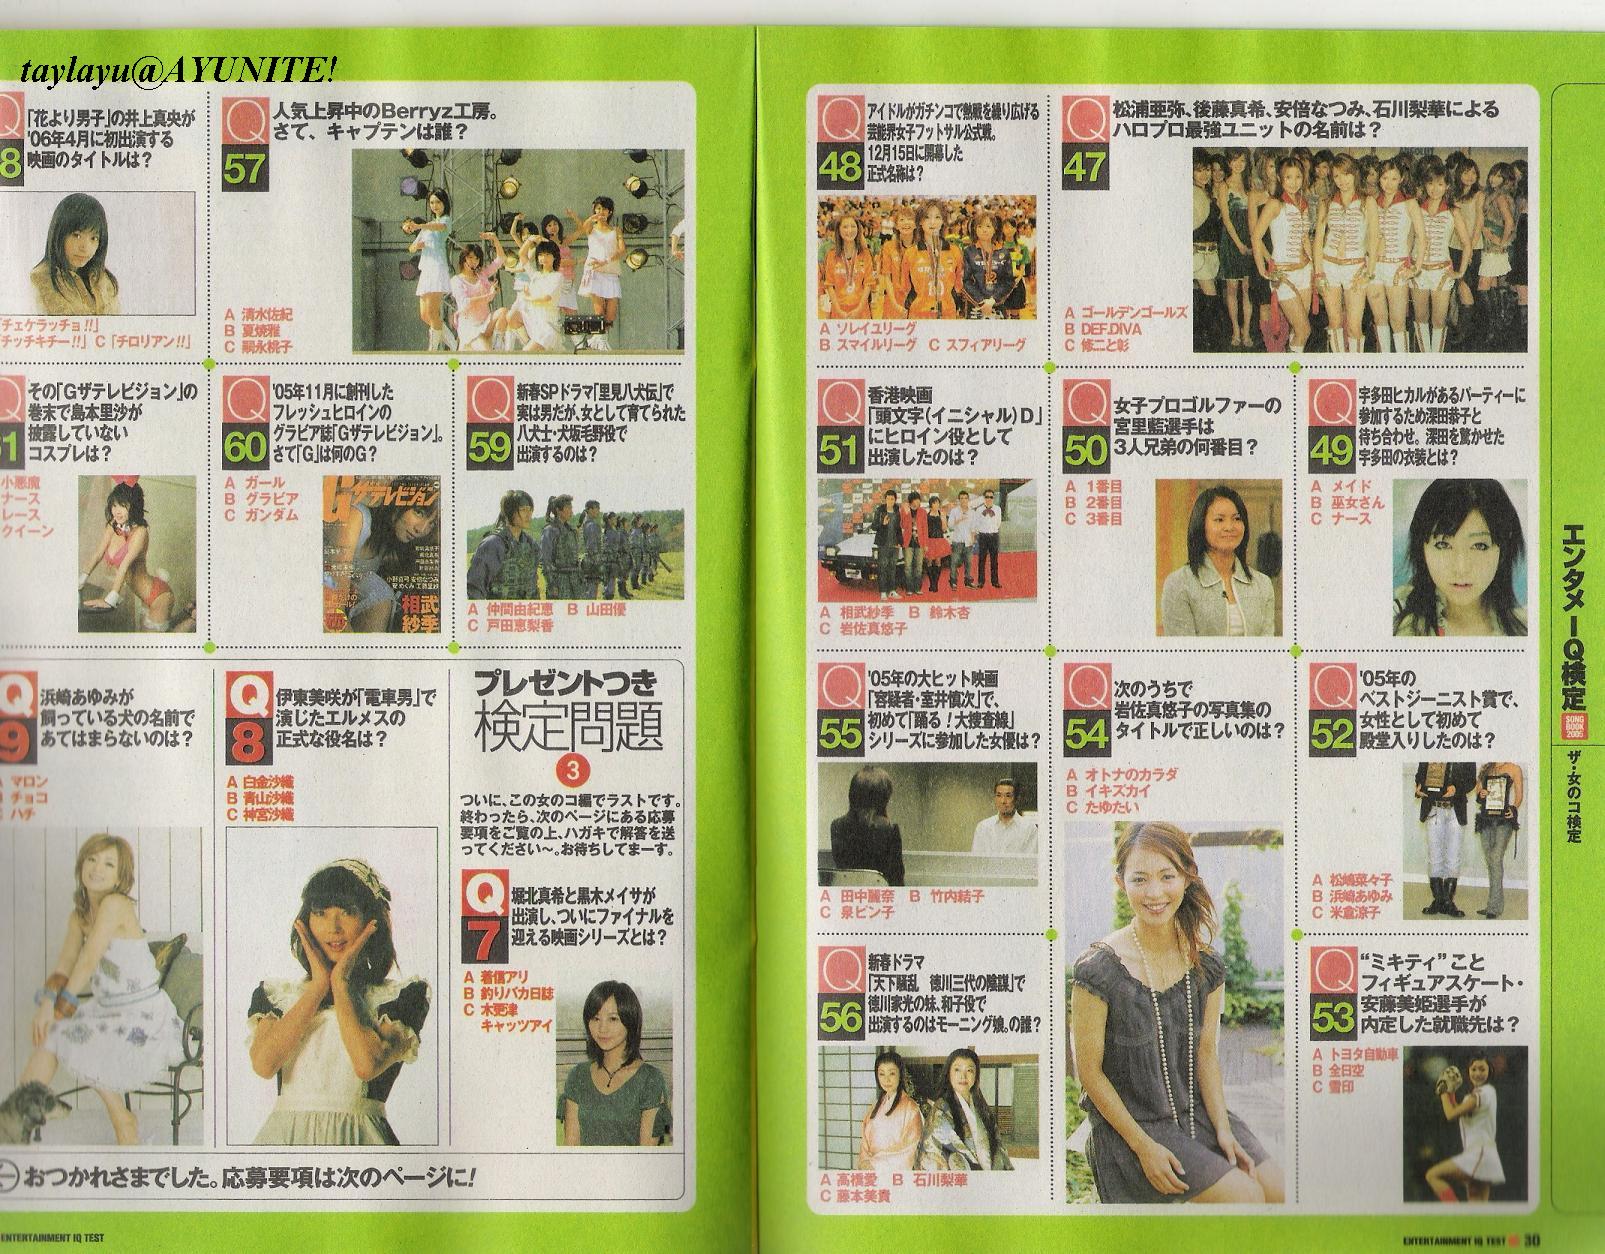 taylayu@AYUNITE!
エンタメIQ検定
SONG BOOK 2006
ザ・女のコ検定
Q
47
松浦亜弥、後藤真希、安倍なつみ、石川梨華による
ハロプロ最強ユニットの名前は？
A ゴールデンゴールズ
B DEF.DIVA
C 修二と彰
Q
48
アイドルがガチンコで熱戦を繰り広げる
芸能界女子フットサル公式戦。
12月15日に開幕した
正式名称は？
A ソレイユリーグ
B スマイルリーグ C スフィアリーグ
Q
49
宇多田ヒカルがあるパーティーに
参加するため深田恭子と
待ち合わせ。深田を驚かせた
宇多田の衣装とは？
A メイド
B 巫女さん
C ナース
Q
50
女子プロゴルファーの
宮里藍選手は
3人兄弟の何番目？
A 1番目
B 2番目
C 3番目
Q
51
香港映画
「頭文字（イニシャル）D」
にヒロイン役として
出演したのは？
A 相武紗季 B 鈴木杏
C 岩佐真悠子
Q
52
'05年の
ベストジーニスト賞で、
女性として初めて
殿堂入りしたのは？
A 松嶋菜々子
B 浜崎あゆみ
C 米倉涼子
Q
53
“ミキティ”こと
フィギュアスケート・
安藤美姫選手が
内定した就職先は？
A トヨタ自動車
B 全日空
C 雪印
Q
54
次のうちで
岩佐真悠子の写真集の
タイトルで正しいのは？
A オトナのカラダ
B イキズカイ
C たゆたい
Q
55
'05年の大ヒット映画
「容疑者・室井慎次」で、
初めて「踊る！大捜査線」
シリーズに参加した女優は？
A 田中麗奈 B 竹内結子
C 泉ピン子
Q
56
新春ドラマ
「天下騒乱 徳川三代の陰謀」で
徳川家光の妹、和子役で
出演するのはモーニング娘。の誰？
A 高橋愛 B 石川梨華
C 藤本美貴
ENTERTAINMENT IQ TEST 30
Q
57
人気上昇中のBerryz工房。
さて、キャプテンは誰？
A 清水佐紀
B 夏焼雅
C 嗣永桃子
8
「花より男子」の井上真央が
'06年4月に初出演する
映画のタイトルは？
「チェケラッチョ!!」
「チッチキチー!!」 C 「チロリアン!!」
Q
59
新春SPドラマ「里見八犬伝」で
実は男だが、女として育てられた
八犬士・犬坂毛野役で
出演するのは？
A 仲間由紀恵 B 山田優
C 戸田恵梨香
Q
60
'05年11月に創刊した
フレッシュヒロインの
グラビア誌「Gザテレビジョン」。
さて「G」は何のG？
A ガール
B グラビア
C ガンダム
Gザテレビジョン
相武
紗季
1
その「Gザテレビジョン」の
巻末で島本里沙が
披露していない
コスプレは？
小悪魔
ナース
レース
クイーン
プレゼントつき
検定問題
3
ついに、この女のコ編でラストです。
終わったら、次のページにある応募
要項をご覧の上、ハガキで解答を送
ってください〜。お待ちしてまーす。
Q
7
堀北真希と黒木メイサが
出演し、ついにファイナルを
迎える映画シリーズとは？
A 着信アリ
B 釣りバカ日誌
C 木更津
キャッツアイ
Q
8
伊東美咲が「電車男」で
演じたエルメスの
正式な役名は？
A 白金沙織
B 青山沙織
C 神宮沙織
Q
9
浜崎あゆみが
飼っている犬の名前で
あてはまらないのは？
マロン
チョコ
ハチ
おつかれさまでした。応募要項は次のページに！
ENTERTAINMENT IQ TEST